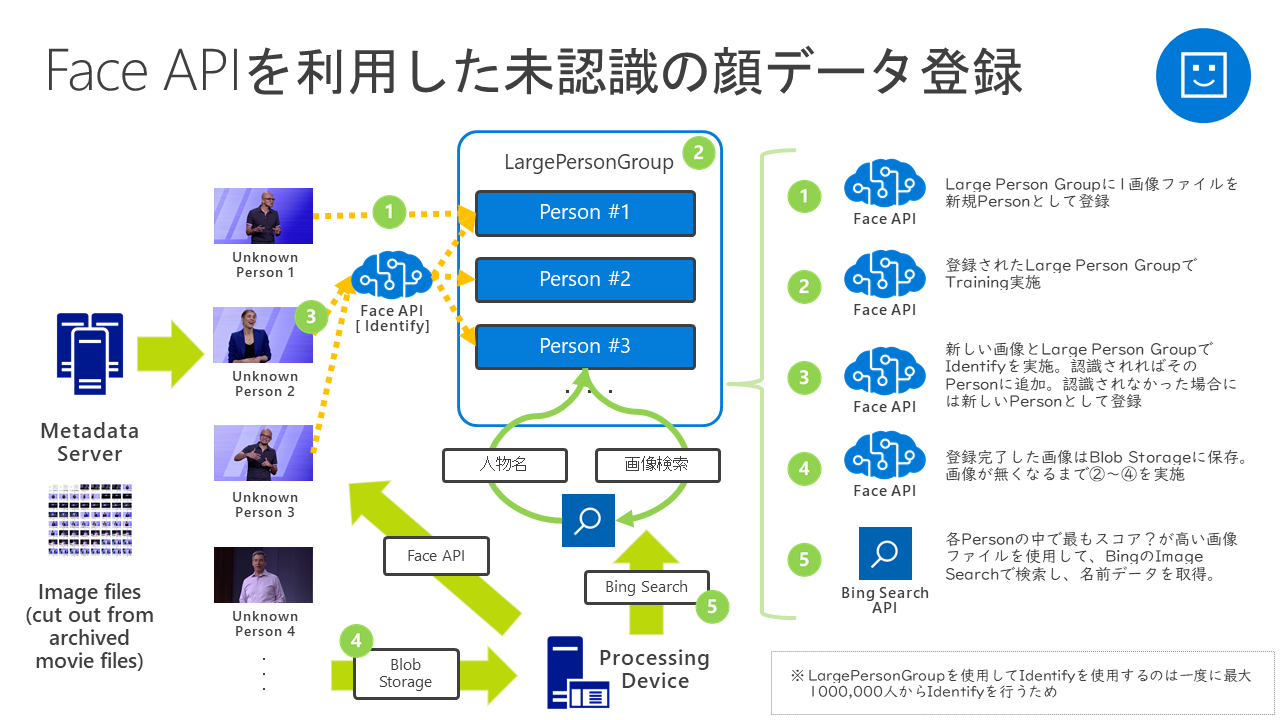 Face APIを利用した未認識の顔データ登録
LargePersonGroup
2
Person #1
Person #2
Person #3
. . .
1
Unknown
Person 1
Face API
[ Identify]
3
Unknown
Person 2
Unknown
Person 3
Unknown
Person 4
.
.
.
Metadata
Server
Image files
(cut out from
archived
movie files)
人物名
画像検索
Face API
Bing Search
5
4
Blob
Storage
Processing
Device
1
Face API
Large Person Groupに1画像ファイルを
新規Personとして登録
2
Face API
登録されたLarge Person Groupで
Training実施
3
Face API
新しい画像とLarge Person Groupで
Identifyを実施。認識されればその
Personに追加。認識されなかった場合に
は新しいPersonとして登録
4
Face API
登録完了した画像はBlob Storageに保存。
画像が無くなるまで②～④を実施
5
Bing Search
API
各Personの中で最もスコア？が高い画像
ファイルを使用して、BingのImage
Searchで検索し、名前データを取得。
※ LargePersonGroupを使用してIdentifyを使用するのは一度に最大
1000,000人からIdentifyを行うため